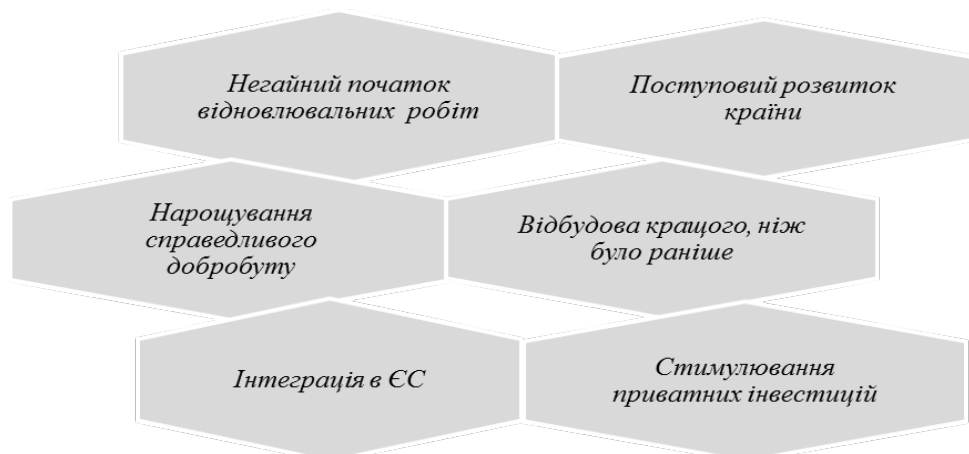 Негайний початок
відновлювальних робіт
Поступовий розвиток
країни
Нарощування
справедливого
добробуту
Відбудова кращого, ніж
було раніше
Інтеграція в ЄС
Стимулювання
приватних інвестицій